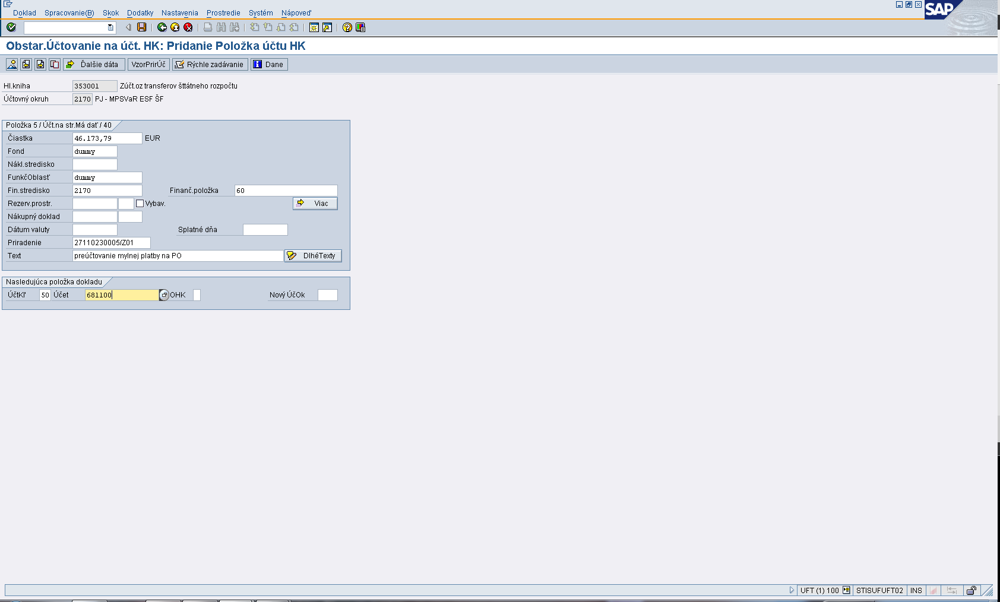 Doklad Spracovanie(B) Skok Dodatky Nastavenia Prostredie Systém Nápoveď
SAP
Obstar.Účtovanie na účt. HK: Pridanie Položka účtu HK
Ďalšie dáta VzorPrirÚč Rýchle zadávanie Dane
Hl.kniha 353001 Zúčt.oz transferov šttátneho rozpočtu
Účtovný okruh 2170 PJ - MPSVaR ESF ŠF
Položka 5 / Účt.na str.Má dať / 40
Čiastka 46.173,79 EUR
Fond dummy
Nákl.stredisko
FunkčOblasť dummy
Fin.stredisko 2170 Finanč.položka 60
Rezerv.prostr. Vybav. Viac
Nákupný doklad
Dátum valuty Splatné dňa
Priradenie 27110230005/Z01
Text preúčtovanie mylnej platby na PO DlhéTexty
Nasledujúca položka dokladu
ÚčtKľ 50 Účet 681100 OHK Nový ÚčOk
UFT (1) 100 STISUFUFT02 INS